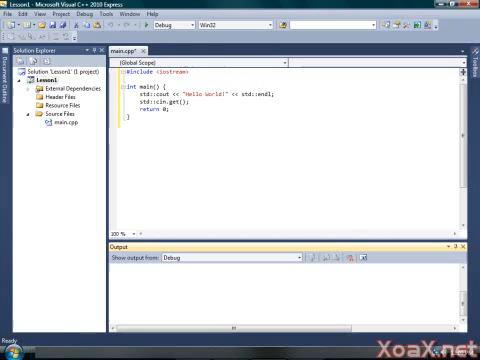 Lesson1 - Microsoft Visual C++ 2010 Express
File Edit View Project Debug Tools Window Help
Debug Win32
Solution Explorer
main.cpp*
Document Outline
Toolbox
Solution 'Lesson1' (1 project)
(Global Scope)
Lesson1
External Dependencies
Header Files
Resource Files
Source Files
main.cpp
#include <iostream>
int main() {
std::cout << "Hello World!" << std::endl;
std::cin.get();
return 0;
}
100 %
Output
Show output from: Debug
Ready
XoaX.net